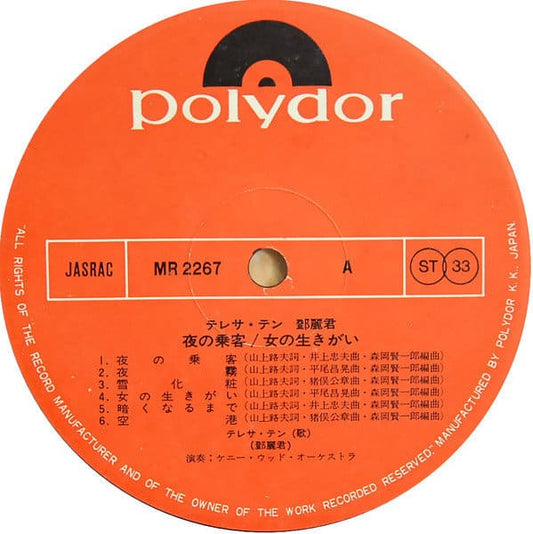 polydor
JASRAC MR 2267 A ST 33
テレサ・テン 鄧麗君
夜の乗客/女の生きがい
1. 夜の乗客(山上路夫詞・井上忠夫曲・森岡賢一郎編曲)
2. 夜霧(山上路夫詞・平尾昌晃曲・森岡賢一郎編曲)
3. 雪化粧(山上路夫詞・猪俣公章曲・森岡賢一郎編曲)
4. 女の生きがい(山上路夫詞・平尾昌晃曲・森岡賢一郎編曲)
5. 暗くなるまで(山上路夫詞・井上忠夫曲・森岡賢一郎編曲)
6. 空港(山上路夫詞・猪俣公章曲・森岡賢一郎編曲)
テレサ・テン(歌)
(鄧麗君)
演奏:ケニー・ウッド・オーケストラ
"ALL RIGHTS OF THE RECORD MANUFACTURER AND OF THE OWNER OF THE WORK RECORDED RESERVED" MANUFACTURED BY POLYDOR K.K., JAPAN.